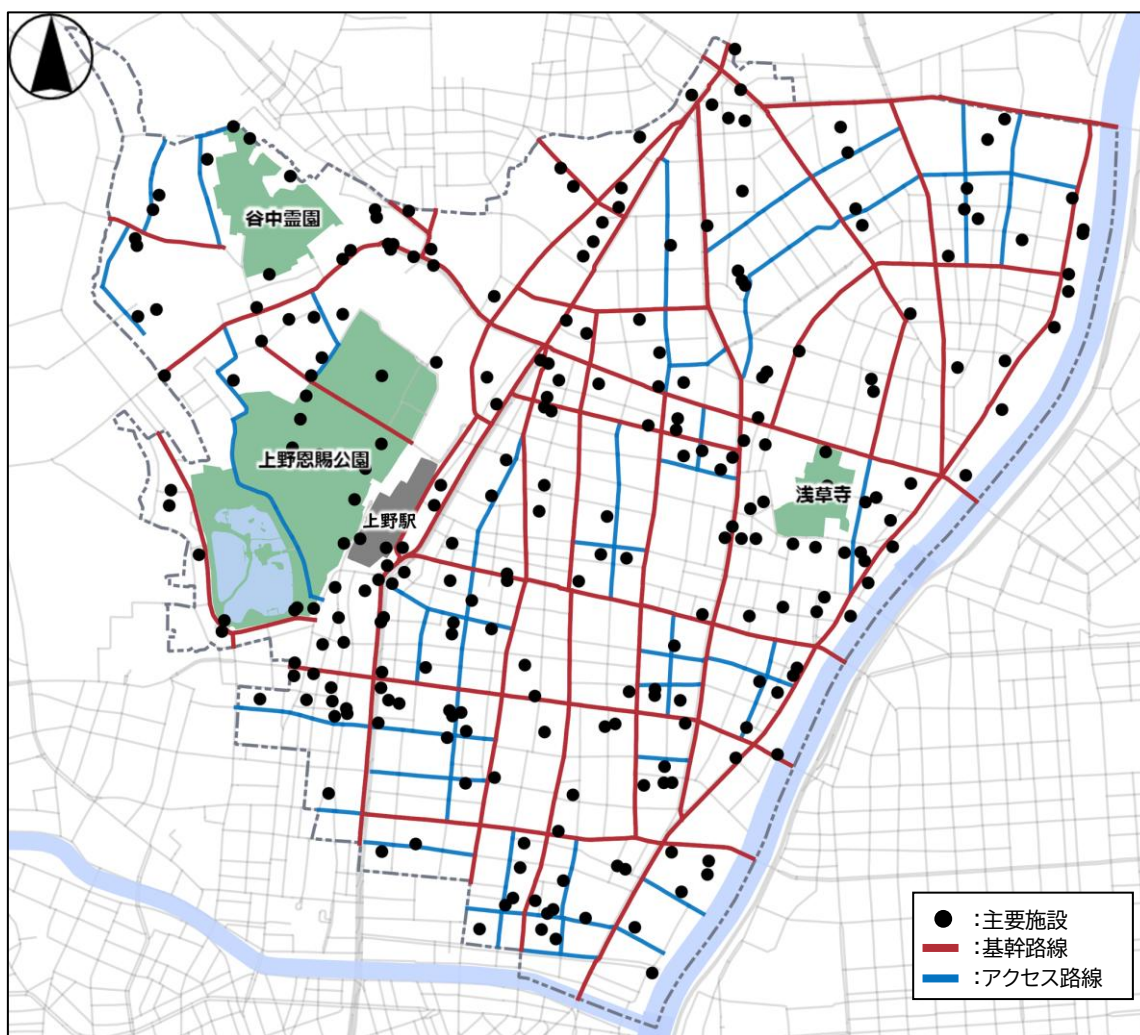 谷中霊園
上野恩賜公園
上野駅
浅草寺
:主要施設
:基幹路線
:アクセス路線